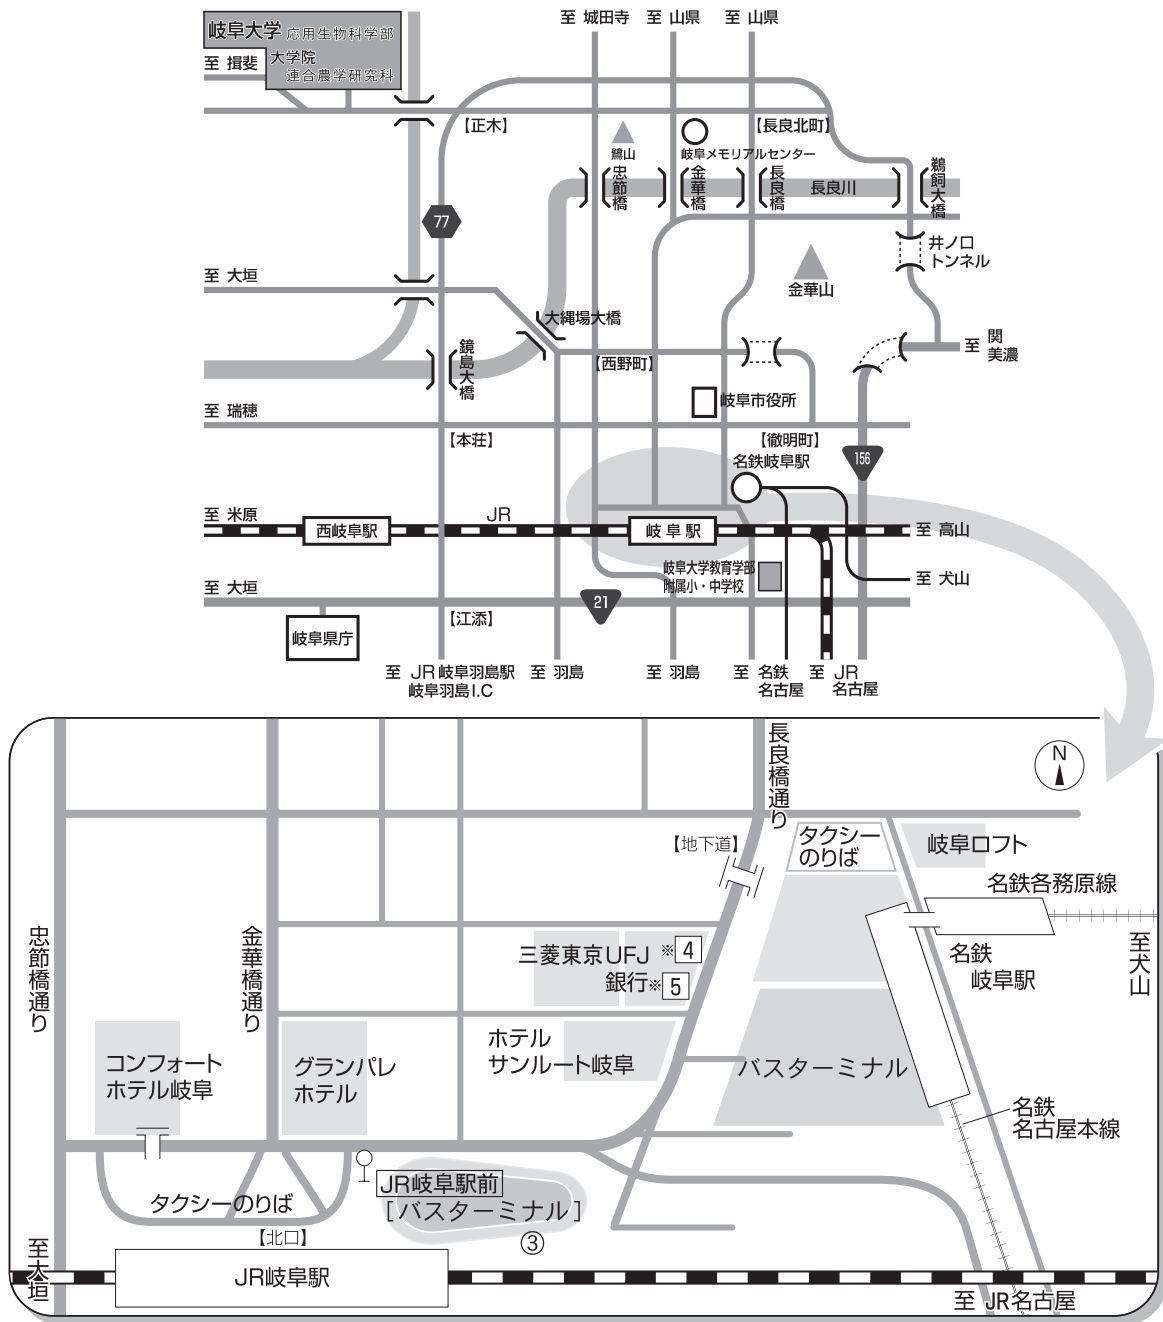 岐阜大学 応用生物科学部
大学院
連合農学研究科
至 揖斐
至 城田寺
至 山県
至 山県
【正木】
【長良北町】
鷺山
岐阜メモリアルセンター
忠節橋
金華橋
長良橋
長良川
鵜飼大橋
77
井ノ口
トンネル
至 大垣
金華山
大縄場大橋
鏡島大橋
【西野町】
至 関
美濃
岐阜市役所
至 瑞穂
【本荘】
【徹明町】
名鉄岐阜駅
156
至 米原
JR
西岐阜駅
岐阜駅
至 高山
岐阜大学教育学部
附属小・中学校
至 犬山
至 大垣
21
【江添】
岐阜県庁
至 JR岐阜羽島駅
岐阜羽島I.C
至 羽島
至 羽島
至 名鉄
名古屋
至 JR
名古屋
長良橋通り
N
【地下道】
タクシー
のりば
岐阜ロフト
名鉄各務原線
忠節橋通り
金華橋通り
三菱東京UFJ ※4
銀行※5
名鉄
岐阜駅
至犬山
コンフォート
ホテル岐阜
グランパレ
ホテル
ホテル
サンルート岐阜
バスターミナル
名鉄
名古屋本線
タクシーのりば
JR岐阜駅前
[バスターミナル]
③
【北口】
至大垣
JR岐阜駅
至 JR名古屋